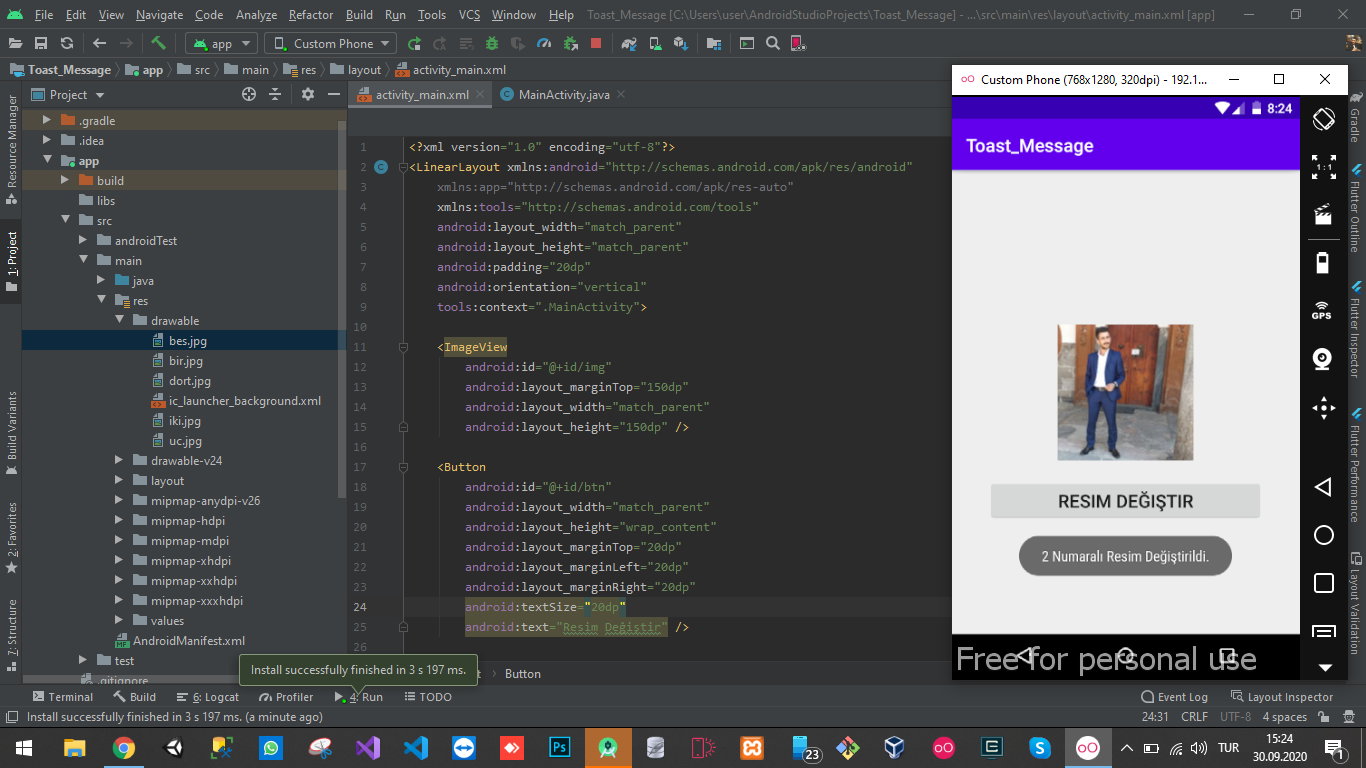 File Edit View Navigate Code Analyze Refactor Build Run Tools VCS Window Help Toast_Message [C:\Users\user\AndroidStudioProjects\Toast_Message] - ...\src\main\res\layout\activity_main.xml [app]
app Custom Phone
Toast_Message app src main res layout activity_main.xml
Project
activity_main.xml MainActivity.java
Resource Manager
1: Project
Build Variants
2: Favorites
7: Structure
.gradle
.idea
app
build
libs
src
androidTest
main
java
res
drawable
bes.jpg
bir.jpg
dort.jpg
ic_launcher_background.xml
iki.jpg
uc.jpg
drawable-v24
layout
mipmap-anydpi-v26
mipmap-hdpi
mipmap-mdpi
mipmap-xhdpi
mipmap-xxhdpi
mipmap-xxxhdpi
values
AndroidManifest.xml
test
.gitignore
1 <?xml version="1.0" encoding="utf-8"?>
2 <LinearLayout xmlns:android="http://schemas.android.com/apk/res/android"
3 xmlns:app="http://schemas.android.com/apk/res-auto"
4 xmlns:tools="http://schemas.android.com/tools"
5 android:layout_width="match_parent"
6 android:layout_height="match_parent"
7 android:padding="20dp"
8 android:orientation="vertical"
9 tools:context=".MainActivity">
10
11 <ImageView
12 android:id="@+id/img"
13 android:layout_marginTop="150dp"
14 android:layout_width="match_parent"
15 android:layout_height="150dp" />
16
17 <Button
18 android:id="@+id/btn"
19 android:layout_width="match_parent"
20 android:layout_height="wrap_content"
21 android:layout_marginTop="20dp"
22 android:layout_marginLeft="20dp"
23 android:layout_marginRight="20dp"
24 android:textSize="20dp"
25 android:text="Resim Değiştir" />
26
Button
Custom Phone (768x1280, 320dpi) - 192.1...
8:24
Toast_Message
RESIM DEĞIŞTIR
2 Numaralı Resim Değiştirildi.
Free for personal use
1:1
GPS
Gradle
Flutter Outline
Flutter Inspector
Flutter Performance
Layout Validation
Install successfully finished in 3 s 197 ms.
Terminal Build 6: Logcat Profiler 4: Run TODO Event Log Layout Inspector
Install successfully finished in 3 s 197 ms. (a minute ago) 24:31 CRLF UTF-8 4 spaces
Ps 23 TUR
15:24
30.09.2020
1